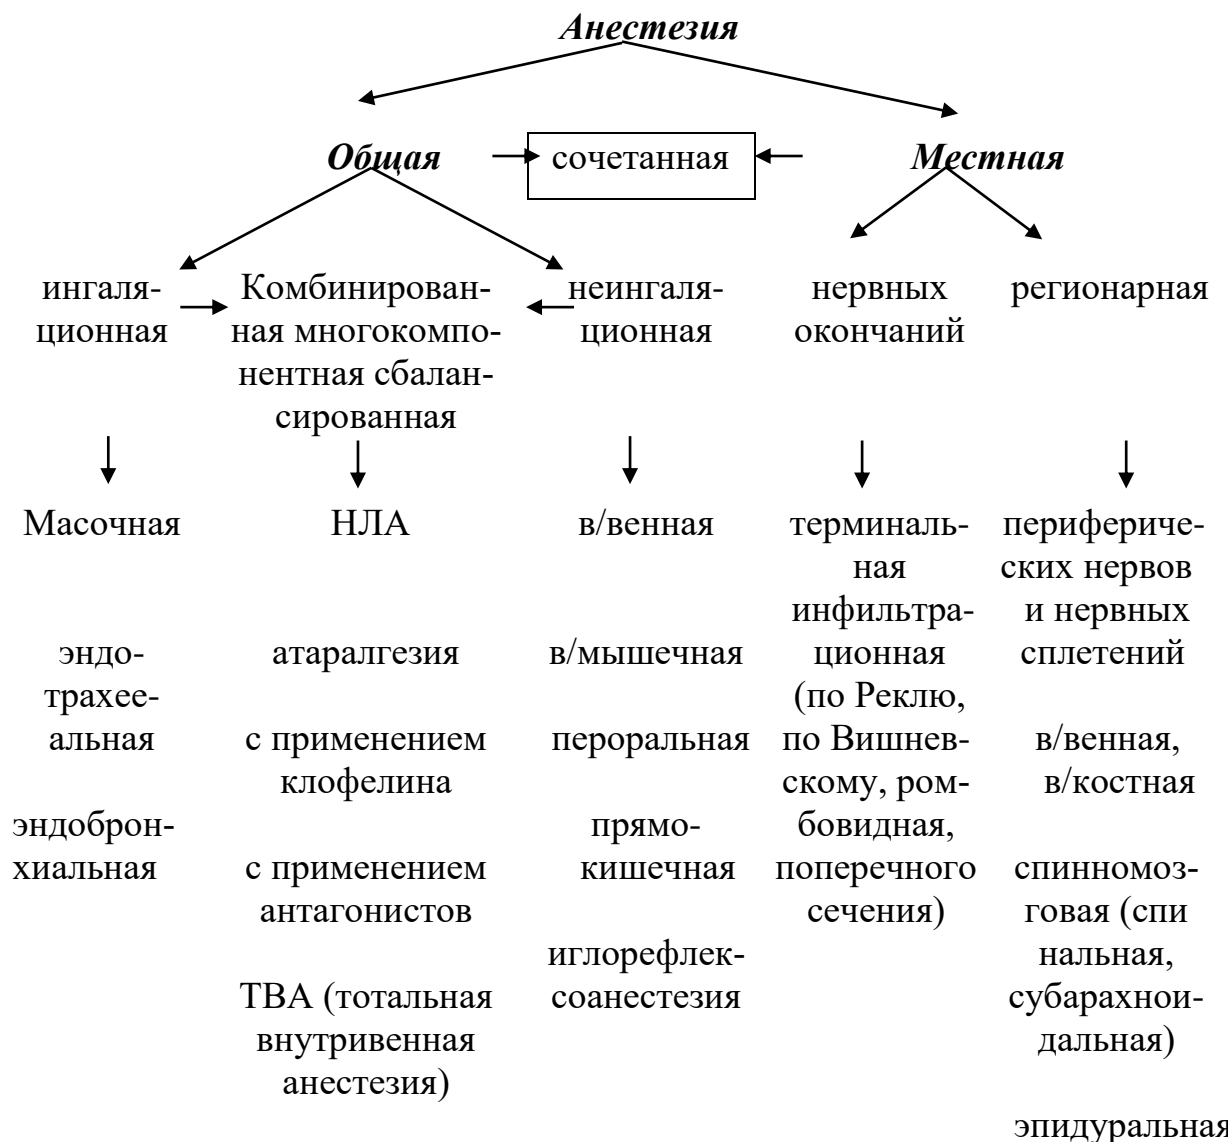 Анестезия
Общая
сочетанная
Местная
ингаля-
ционная
Комбинирован-
ная многокомпо-
нентная сбалан-
сированная
неингаля-
ционная
нервных
окончаний
регионарная
Масочная
эндо-
трахее-
альная
эндоброн-
хиальная
НЛА
атаралгезия
с применением
клофелина
с применением
антагонистов
ТВА (тотальная
внутривенная
анестезия)
в/венная
в/мышечная
пероральная
прямо-
кишечная
иглорефлек-
соанестезия
терминаль-
ная
инфильтра-
ционная
(по Реклю,
по Вишнев-
скому, ром-
бовидная,
поперечного
сечения)
перифериче-
ских нервов
и нервных
сплетений
в/венная,
в/костная
спинномоз-
говая (спи
нальная,
субарахнои-
дальная)
эпидуральная